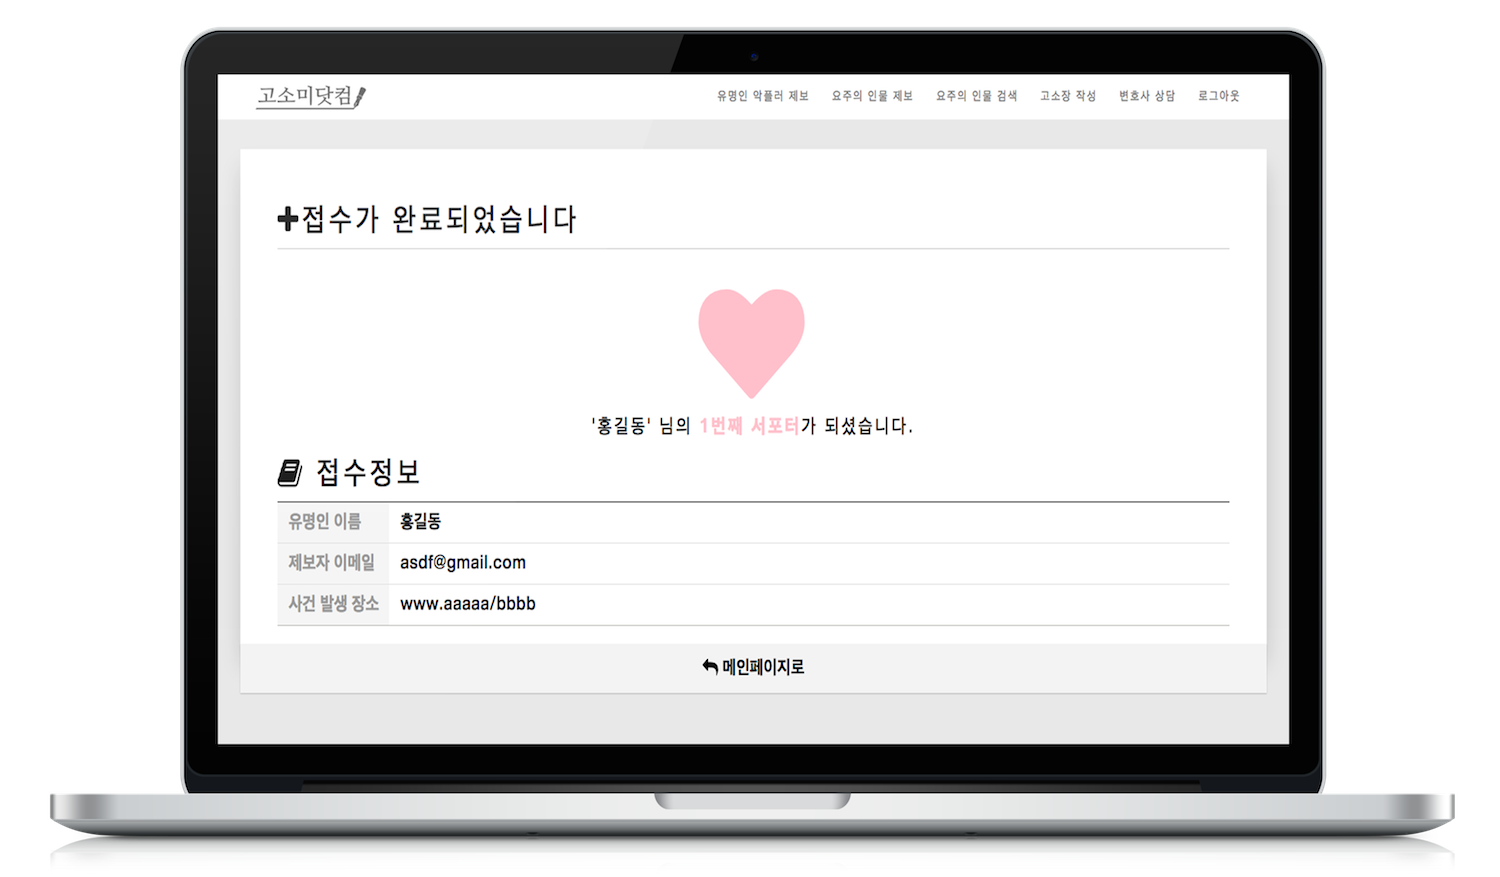 고소미닷컴
유명인 악플러 제보 요주의 인물 제보 요주의 인물 검색 고소장 작성 변호사 상담 로그아웃
접수가 완료되었습니다
'홍길동' 님의 1번째 서포터가 되셨습니다.
접수정보
유명인 이름 홍길동
제보자 이메일 asdf@gmail.com
사건 발생 장소 www.aaaaa/bbbb
메인페이지로